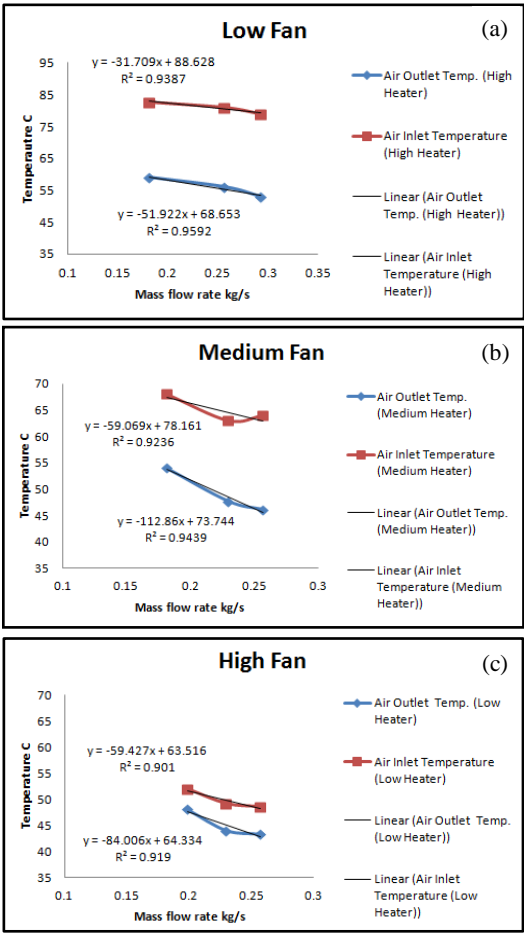 Low Fan
(a)
y = -31.709x + 88.628
R² = 0.9387
95
85
75
65
55
45
35
Temperautre C
y = -51.922x + 68.653
R² = 0.9592
0.1
0.15
0.2
0.25
0.3
0.35
Mass flow rate kg/s
Air Outlet Temp. (High
Heater)
Air Inlet Temperature
(High Heater)
Linear (Air Outlet
Temp. (High Heater))
Linear (Air Inlet
Temperature (High
Heater))
Medium Fan
(b)
70
65
60
55
50
45
40
35
Temperature C
y = -59.069x + 78.161
R² = 0.9236
y = -112.86x + 73.744
R² = 0.9439
0.1
0.15
0.2
0.25
0.3
Mass flow rate kg/s
Air Outlet Temp.
(Medium Heater)
Air Inlet Temperature
(Medium Heater)
Linear (Air Outlet Temp.
(Medium Heater))
Linear (Air Inlet
Temperature (Medium
Heater))
High Fan
(c)
70
65
60
55
50
45
40
35
Temperature C
y = -59.427x + 63.516
R² = 0.901
y = -84.006x + 64.334
R² = 0.919
0.1
0.15
0.2
0.25
0.3
Mass flow rate kg/s
Air Outlet Temp. (Low
Heater)
Air Inlet Temperature
(Low Heater)
Linear (Air Outlet Temp.
(Low Heater))
Linear (Air Inlet
Temperature (Low
Heater))